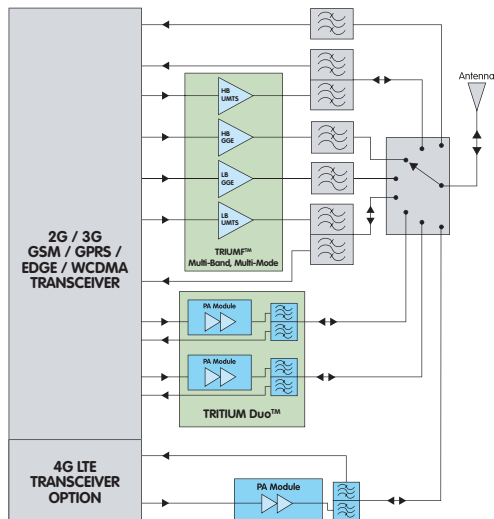 Antenna
HB
UMTS
HB
GGE
LB
GGE
LB
UMTS
TRIUMF™
Multi-Band, Multi-Mode
2G / 3G
GSM / GPRS /
EDGE / WCDMA
TRANSCEIVER
PA Module
PA Module
TRITIUM Duo™
4G LTE
TRANSCEIVER
OPTION
PA Module